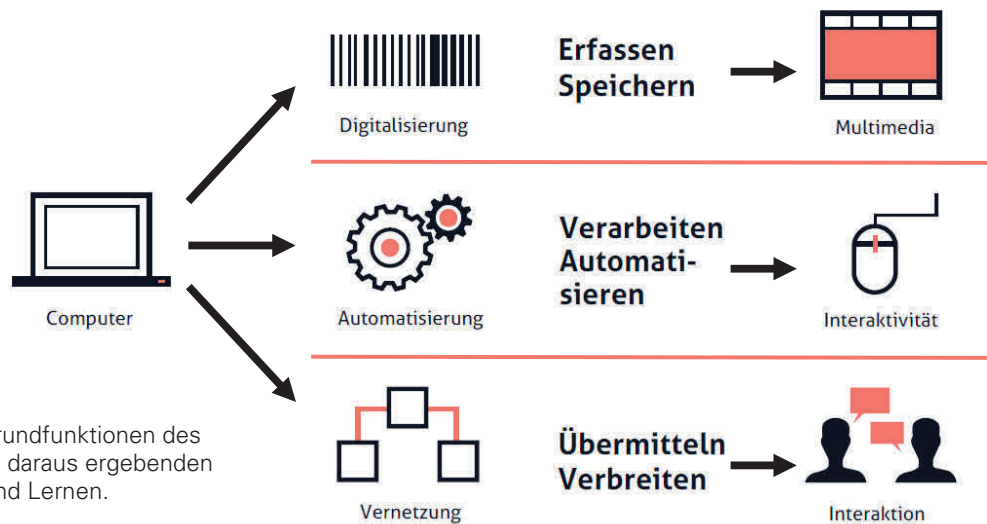 Erfassen
Speichern
Digitalisierung
Multimedia
Computer
Verarbeiten
Automati-
sieren
Automatisierung
Interaktivität
rundfunktionen des
daraus ergebenden
nd Lernen.
Übermitteln
Verbreiten
Vernetzung
Interaktion